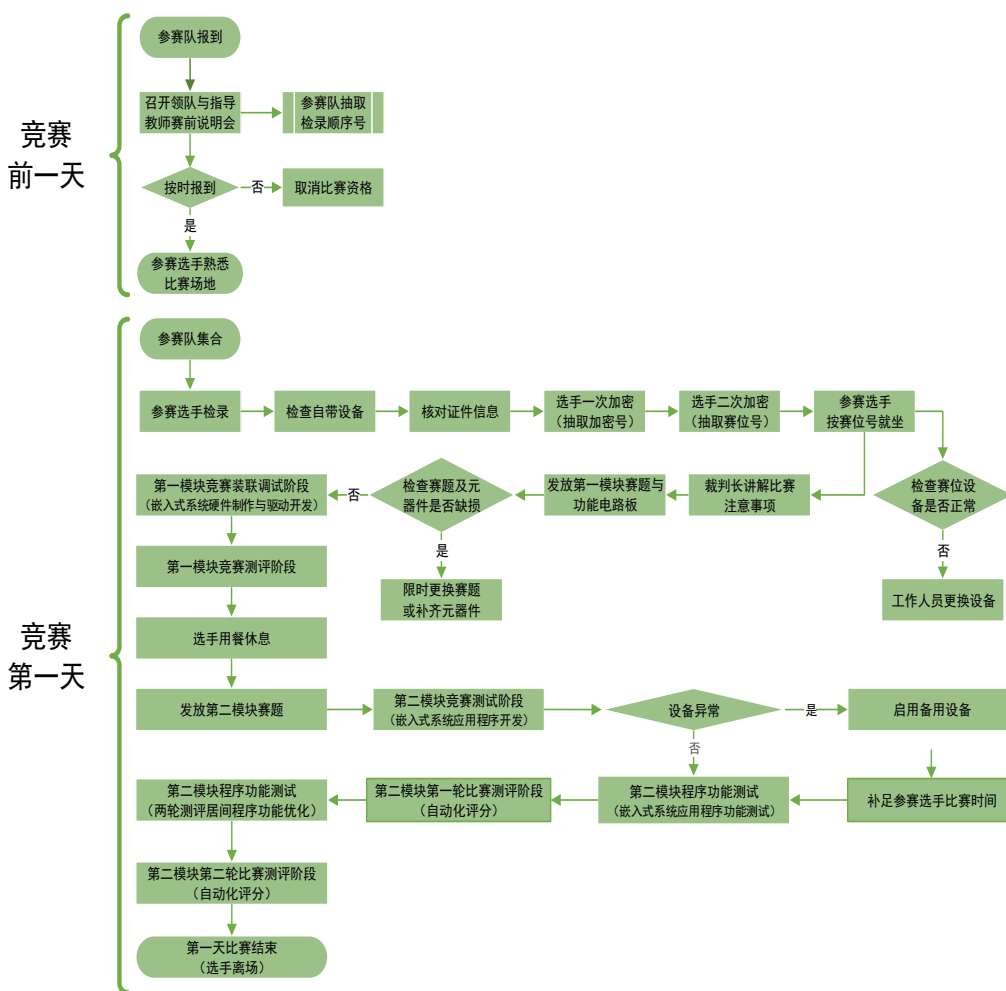 竞赛
前一天
参赛队报到
召开领队与指导
教师赛前说明会
参赛队抽取
检录顺序号
按时报到
否
取消比赛资格
是
参赛选手熟悉
比赛场地
竞赛
第一天
参赛队集合
参赛选手检录
检查自带设备
核对证件信息
选手一次加密
（抽取加密号）
选手二次加密
（抽取赛位号）
参赛选手
按赛位号就坐
第一模块竞赛装联调试阶段
（嵌入式系统硬件制作与驱动开发）
否
检查赛题及元
器件是否缺损
发放第一模块赛题与
功能电路板
裁判长讲解比赛
注意事项
检查赛位设
备是否正常
是
否
第一模块竞赛测评阶段
限时更换赛题
或补齐元器件
工作人员更换设备
选手用餐休息
发放第二模块赛题
第二模块竞赛测试阶段
（嵌入式系统应用程序开发）
设备异常
是
启用备用设备
否
第二模块程序功能测试
（两轮测评居间程序功能优化）
第二模块第一轮比赛测评阶段
（自动化评分）
第二模块程序功能测试
（嵌入式系统应用程序功能测试）
补足参赛选手比赛时间
第二模块第二轮比赛测评阶段
（自动化评分）
第一天比赛结束
（选手离场）